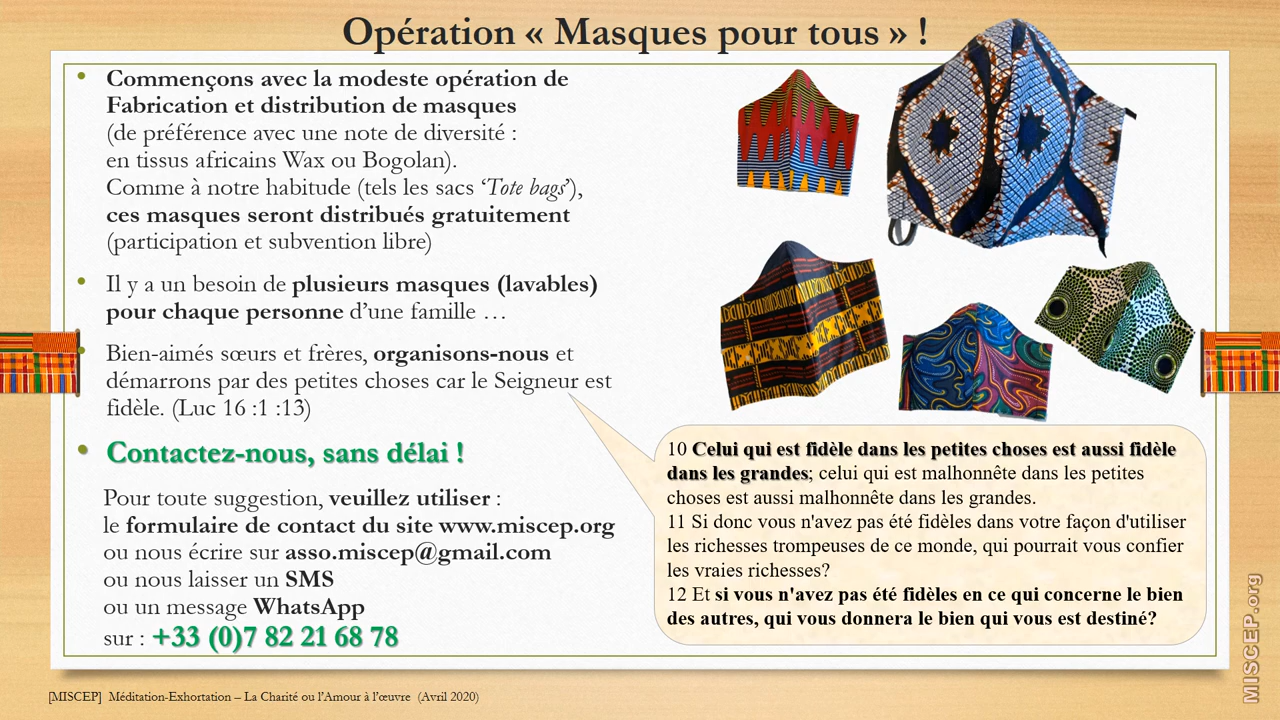 Opération « Masques pour tous » !
• Commençons avec la modeste opération de
Fabrication et distribution de masques
(de préférence avec une note de diversité :
en tissus africains Wax ou Bogolan).
Comme à notre habitude (tels les sacs ‘Tote bags’),
ces masques seront distribués gratuitement
(participation et subvention libre)
• Il y a un besoin de plusieurs masques (lavables)
pour chaque personne d’une famille …
• Bien-aimés sœurs et frères, organisons-nous et
démarrons par des petites choses car le Seigneur est
fidèle. (Luc 16 :1 :13)
• Contactez-nous, sans délai !
Pour toute suggestion, veuillez utiliser :
le formulaire de contact du site www.miscep.org
ou nous écrire sur asso.miscep@gmail.com
ou nous laisser un SMS
ou un message WhatsApp
sur : +33 (0)7 82 21 68 78
10 Celui qui est fidèle dans les petites choses est aussi fidèle
dans les grandes; celui qui est malhonnête dans les petites
choses est aussi malhonnête dans les grandes.
11 Si donc vous n'avez pas été fidèles dans votre façon d'utiliser
les richesses trompeuses de ce monde, qui pourrait vous confier
les vraies richesses?
12 Et si vous n'avez pas été fidèles en ce qui concerne le bien
des autres, qui vous donnera le bien qui vous est destiné?
MISCEP.org
[MISCEP] Méditation-Exhortation – La Charité ou l’Amour à l’œuvre (Avril 2020)